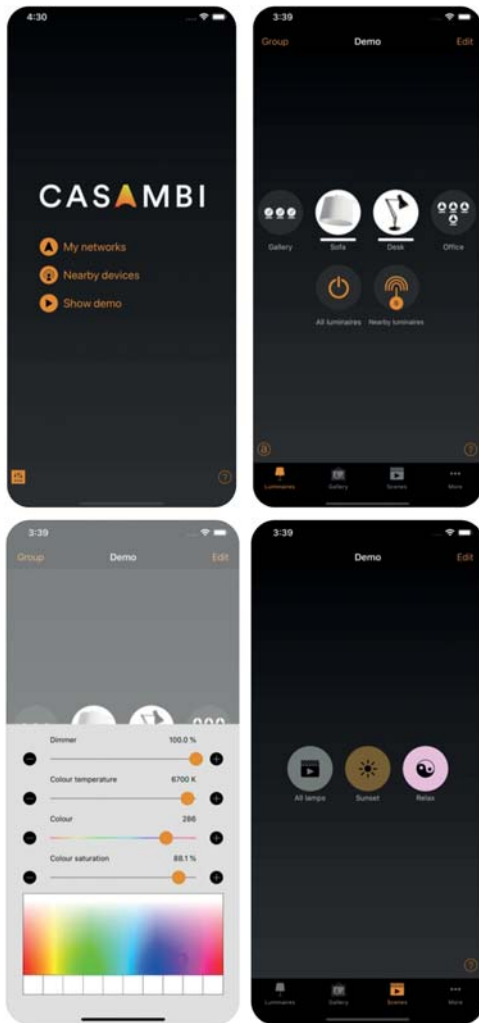 4:30
CASAMBI
My networks
Nearby devices
Show demo
?
3:39
Group Demo Edit
Gallery Sofa Desk Office
All luminaires Nearby luminaires
a ?
Luminaires Gallery Scenes More
3:39
Group Demo Edit
Dimmer 100.0 %
Colour temperature 6700 K
Colour 286
Colour saturation 88.1 %
3:39
Demo Edit
All lamps Sunset Relax
?
Luminaires Gallery Scenes More